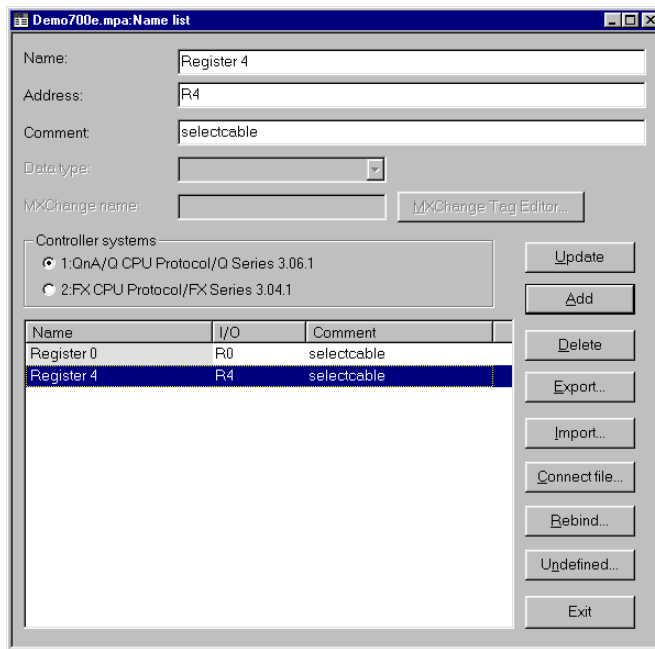 Demo700e.mpa:Name list
Name: Register 4
Address: R4
Comment: selectcable
Data type:
MXChange name: MXChange Tag Editor...
Controller systems
1:QnA/Q CPU Protocol/Q Series 3.06.1
2:FX CPU Protocol/FX Series 3.04.1
Update
Add
Name I/O Comment
Register 0 R0 selectcable
Register 4 R4 selectcable
Delete
Export...
Import...
Connect file...
Rebind...
Undefined...
Exit